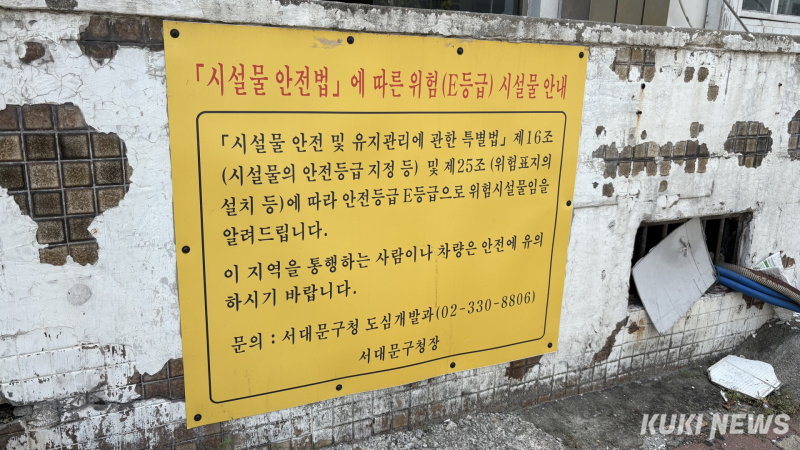 「시설물 안전법」에 따른 위험(E등급) 시설물 안내
「시설물 안전 및 유지관리에 관한 특별법」 제16조
(시설물의 안전등급 지정 등) 및 제25조 (위험표지의
설치 등)에 따라 안전등급 E등급으로 위험시설물임을
알려드립니다.
이 지역을 통행하는 사람이나 차량은 안전에 유의
하시기 바랍니다.
문의 : 서대문구청 도심개발과(02-330-8806)
서대문구청장
KUKI NEWS